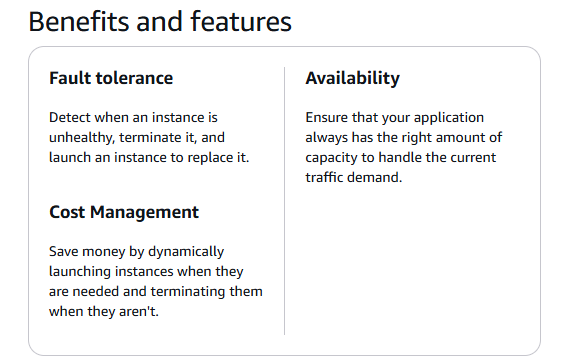 Benefits and features
Fault tolerance
Detect when an instance is
unhealthy, terminate it, and
launch an instance to replace it.
Cost Management
Save money by dynamically
launching instances when they
are needed and terminating them
when they aren't.
Availability
Ensure that your application
always has the right amount of
capacity to handle the current
traffic demand.